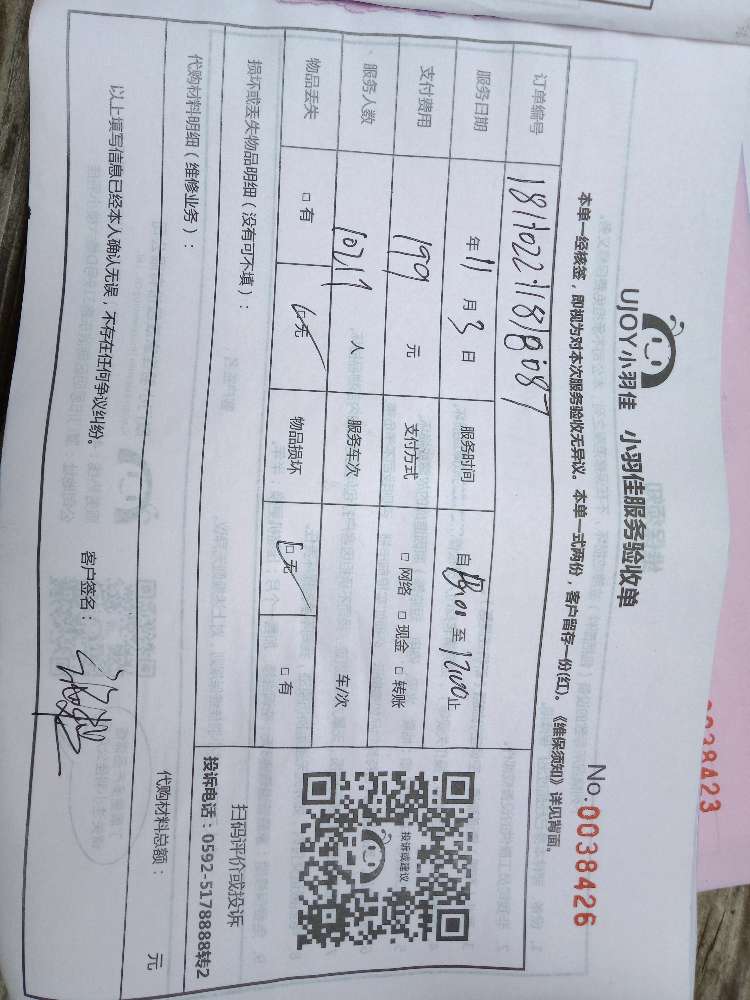 UJOY小羽佳 小羽佳服务验收单
No.0038426
本单一经核签，即视为对本次服务验收无异议。本单一式两份，客户留存一份(红)。《维保须知》详见背面。
订单编号
服务日期 年 11 月 3 日 服务时间 自 至 12:00 止
支付费用 199 元 支付方式 □ 网络 □ 现金 □ 转账
服务人数 人 服务车次 车/次
物品丢失 □ 有 □ 无 物品损坏 □ 无 □ 有
损坏或丢失物品明细（没有可不填）：
投诉或建议
扫码评价或投诉
投诉电话：0592-5178888转2
代购材料明细（维修业务）：
代购材料总额： 元
以上填写信息已经本人确认无误，不存在任何争议纠纷。 客户签名：
0038423